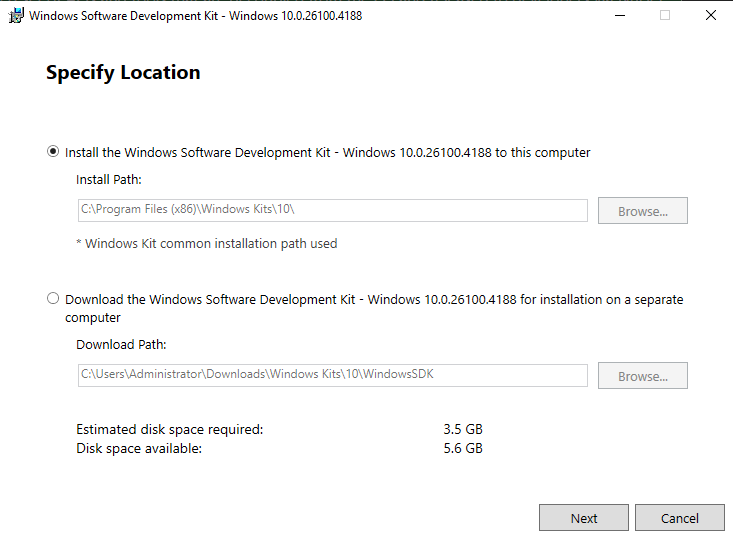 Windows Software Development Kit - Windows 10.0.26100.4188
Specify Location
Install the Windows Software Development Kit - Windows 10.0.26100.4188 to this computer
Install Path:
C:\Program Files (x86)\Windows Kits\10\
Browse...
* Windows Kit common installation path used
Download the Windows Software Development Kit - Windows 10.0.26100.4188 for installation on a separate
computer
Download Path:
C:\Users\Administrator\Downloads\Windows Kits\10\WindowsSDK
Browse...
Estimated disk space required: 3.5 GB
Disk space available: 5.6 GB
Next Cancel